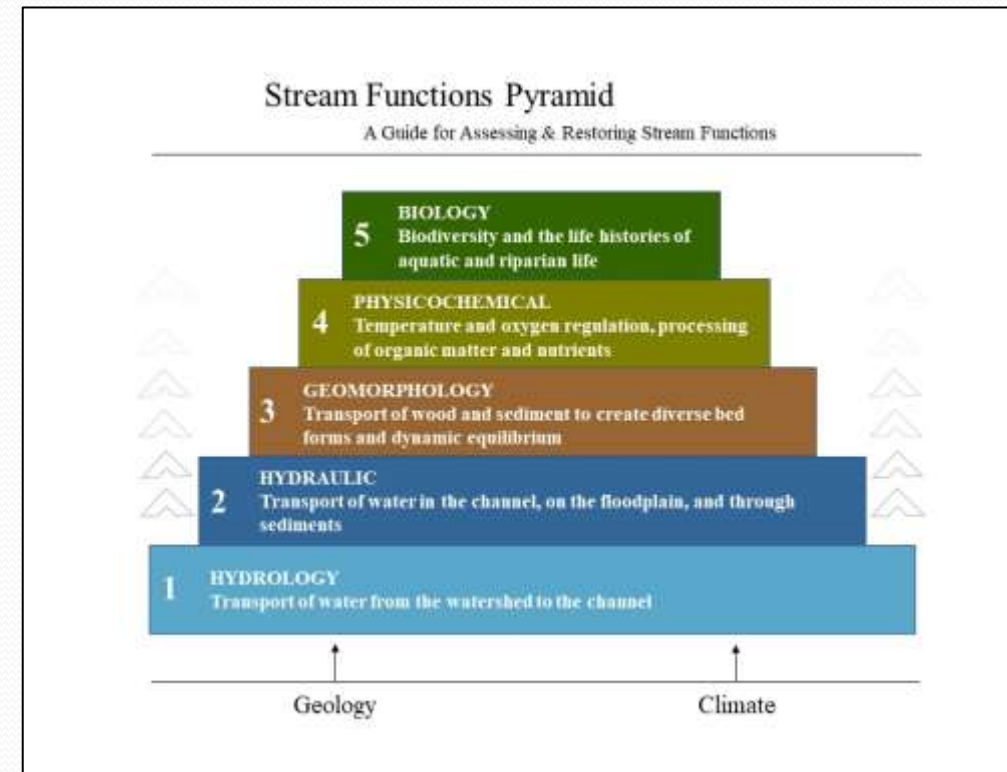 Stream Functions Pyramid
A Guide for Assessing & Restoring Stream Functions
5
BIOLOGY
Biodiversity and the life histories of
aquatic and riparian life
4
PHYSICOCHEMICAL
Temperature and oxygen regulation, processing
of organic matter and nutrients
3
GEOMORPHOLOGY
Transport of wood and sediment to create diverse bed
forms and dynamic equilibrium
2
HYDRAULIC
Transport of water in the channel, on the floodplain, and through
sediments
1
HYDROLOGY
Transport of water from the watershed to the channel
Geology
Climate